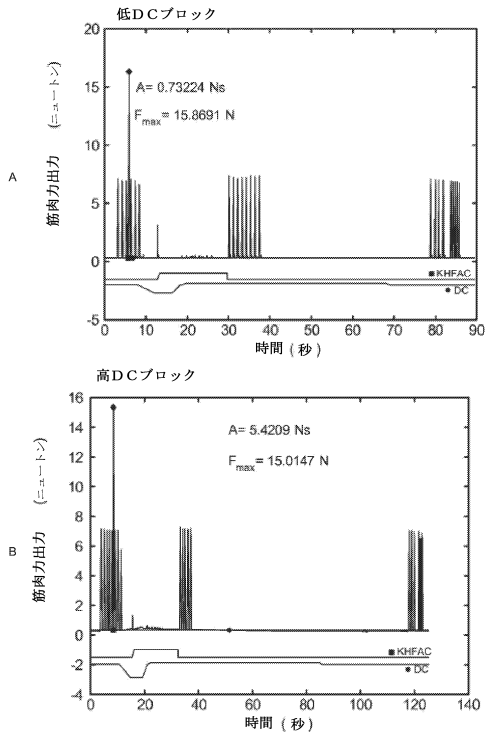 低DCブロック
20
15
10
5
0
-5
A
筋肉力出力 (ニュートン)
A= 0.73224 Ns
Fmax= 15.8691 N
■KHFAC
●DC
0 10 20 30 40 50 60 70 80 90
時間 (秒)
高DCブロック
16
14
12
10
8
6
4
2
0
-2
-4
B
筋肉力出力 (ニュートン)
A= 5.4209 Ns
Fmax= 15.0147 N
■KHFAC
●DC
0 20 40 60 80 100 120 140
時間 (秒)